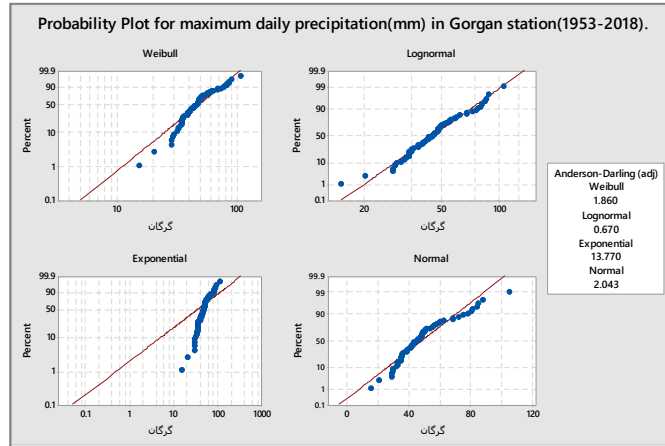 Probability Plot for maximum daily precipitation(mm) in Gorgan station(1953-2018).
Weibull
Percent
99.9
90
50
10
1
0.1
10 100
گرگان
Lognormal
Percent
99.9
90
50
10
1
0.1
20 50 100
گرگان
Exponential
Percent
99.9
90
50
10
1
0.1
0.1 1 10 100 1000
گرگان
Normal
Percent
99.9
99
90
50
10
1
0.1
0 40 80 120
گرگان
Anderson-Darling (adj)
Weibull
1.860
Lognormal
0.670
Exponential
13.770
Normal
2.043